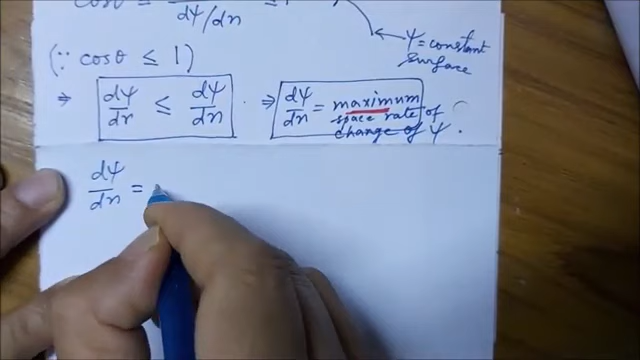 cosθ = dψ/dn
ψ = constant surface
(∵ cosθ ≤ 1)
⇒ dψ/dr ≤ dψ/dn ⇒ dψ/dn = maximum space rate of change of ψ.
dψ/dn =